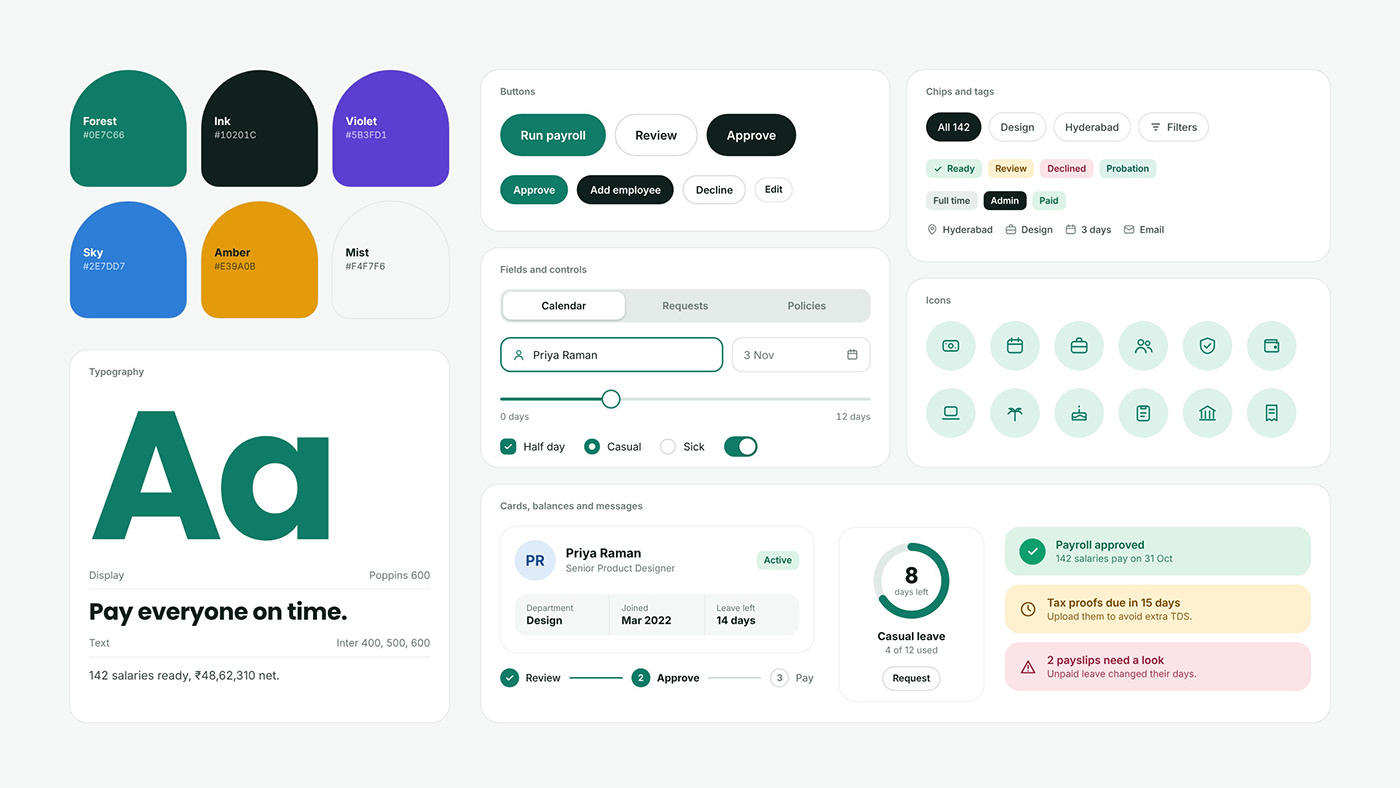 Forest
#0E7C66
Ink
#10201C
Violet
#5B3FD1
Sky
#2E7DD7
Amber
#E39A0B
Mist
#F4F7F6
Typography
Aa
Display Poppins 600
Pay everyone on time.
Text Inter 400, 500, 600
142 salaries ready, ₹48,62,310 net.
Buttons
Run payroll Review Approve
Approve Add employee Decline Edit
Fields and controls
Calendar Requests Policies
Priya Raman 3 Nov
0 days 12 days
Half day Casual Sick
Chips and tags
All 142 Design Hyderabad Filters
Ready Review Declined Probation
Full time Admin Paid
Hyderabad Design 3 days Email
Icons
Cards, balances and messages
PR
Priya Raman
Senior Product Designer
Active
Department
Design
Joined
Mar 2022
Leave left
14 days
Review 2 Approve 3 Pay
8
days left
Casual leave
4 of 12 used
Request
Payroll approved
142 salaries pay on 31 Oct
Tax proofs due in 15 days
Upload them to avoid extra TDS.
2 payslips need a look
Unpaid leave changed their days.